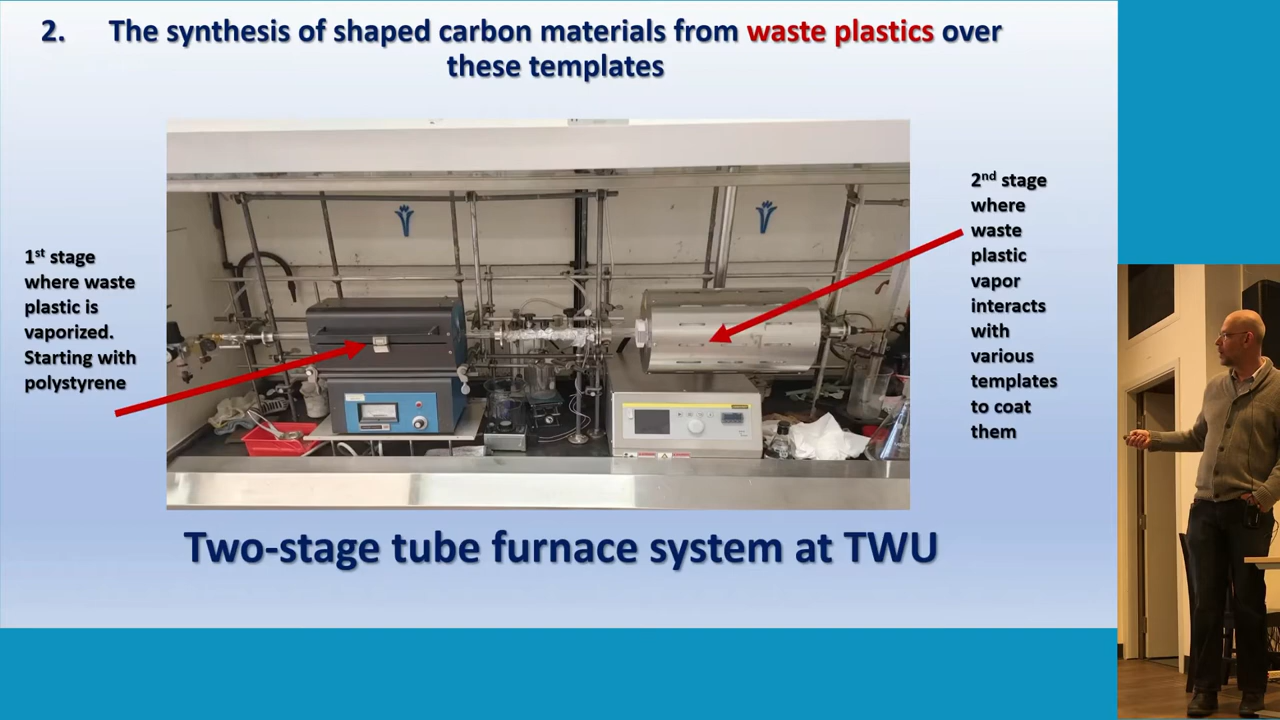 2. The synthesis of shaped carbon materials from waste plastics over
these templates
1st stage
where waste
plastic is
vaporized.
Starting with
polystyrene
2nd stage
where
waste
plastic
vapor
interacts
with
various
templates
to coat
them
Two-stage tube furnace system at TWU